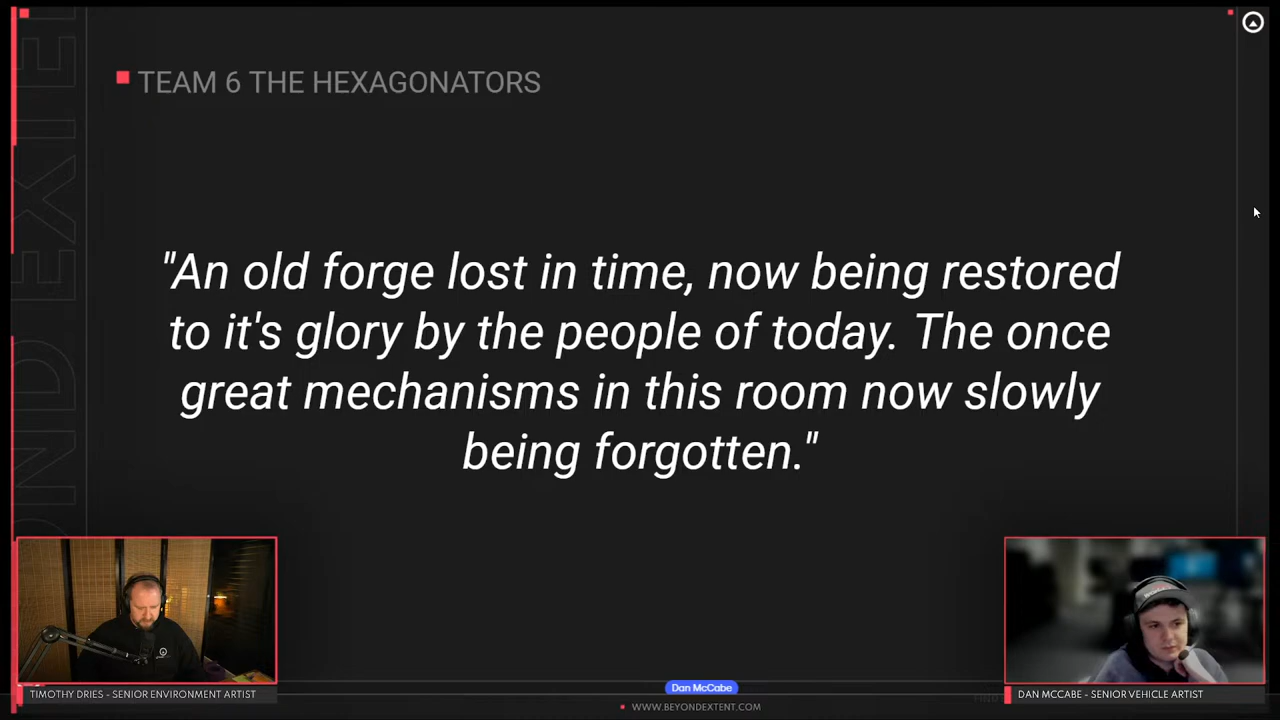 TEAM 6 THE HEXAGONATORS
"An old forge lost in time, now being restored
to it's glory by the people of today. The once
great mechanisms in this room now slowly
being forgotten."
TIMOTHY DRIES - SENIOR ENVIRONMENT ARTIST
Dan McCabe
DAN MCCABE - SENIOR VEHICLE ARTIST
WWW.BEYONDEXTENT.COM